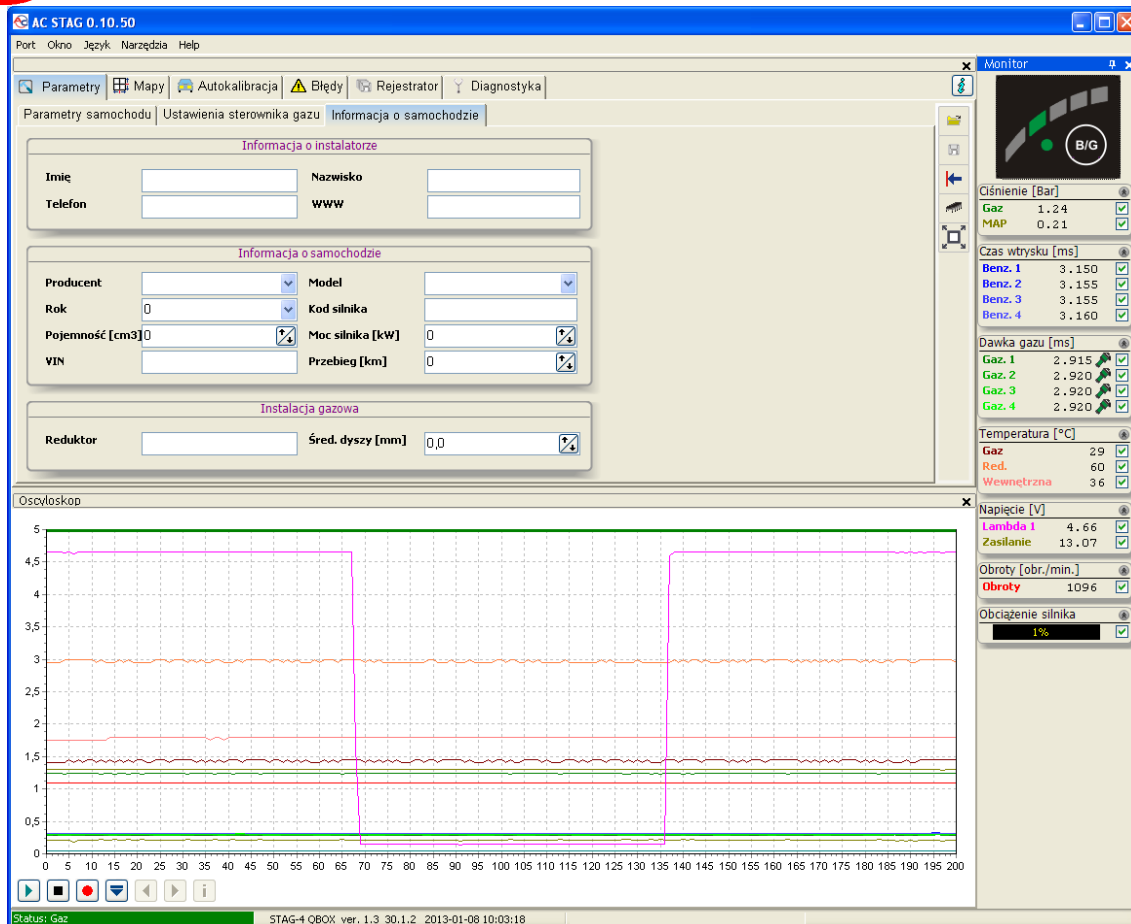 AC STAG 0.10.50
Port Okno Język Narzędzia Help
Parametry Mapy Autokalibracja Błędy Rejestrator Diagnostyka
Parametry samochodu Ustawienia sterownika gazu Informacja o samochodzie
Informacja o instalatorze
Imię Nazwisko
Telefon WWW
Informacja o samochodzie
Producent Model
Rok 0 Kod silnika
Pojemność [cm3] 0 Moc silnika [kW] 0
VIN Przebieg [km] 0
Instalacja gazowa
Reduktor Śred. dyszy [mm] 0,0
Monitor
B/G
Ciśnienie [Bar]
Gaz 1.24
MAP 0.21
Czas wtrysku [ms]
Benz. 1 3.150
Benz. 2 3.155
Benz. 3 3.155
Benz. 4 3.160
Dawka gazu [ms]
Gaz. 1 2.915
Gaz. 2 2.920
Gaz. 3 2.920
Gaz. 4 2.920
Temperatura [°C]
Gaz 29
Red. 60
Wewnętrzna 36
Napięcie [V]
Lambda 1 4.66
Zasilanie 13.07
Obroty [obr./min.]
Obroty 1096
Obciążenie silnika
1%
Oscyloskop
5
4,5
4
3,5
3
2,5
2
1,5
1
0,5
0
0 5 10 15 20 25 30 35 40 45 50 55 60 65 70 75 80 85 90 95 100 105 110 115 120 125 130 135 140 145 150 155 160 165 170 175 180 185 190 195 200
Status: Gaz STAG-4 QBOX ver. 1.3 30.1.2 2013-01-08 10:03:18